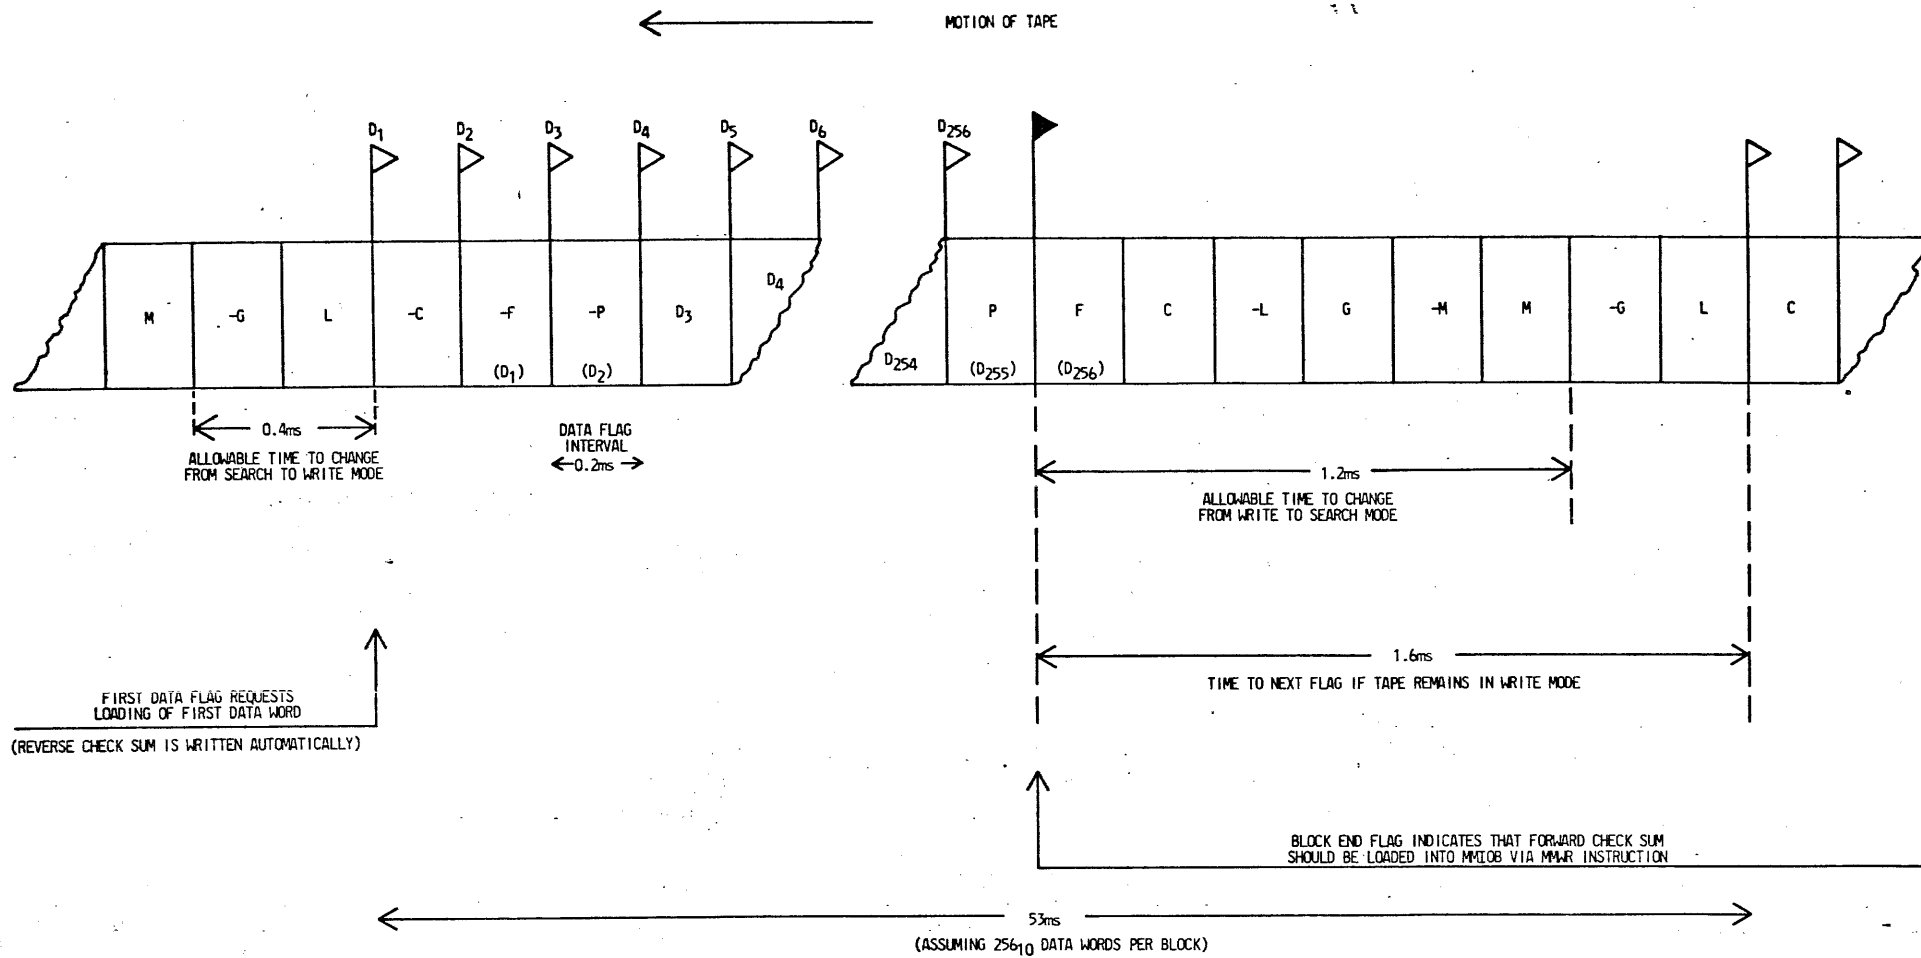 MOTION OF TAPE
D1 D2 D3 D4 D5 D6 D256
M -G L -C -F -P D3 D4
(D1) (D2)
P F C -L G -M M -G L C
D254 (D255) (D256)
0.4ms
ALLOWABLE TIME TO CHANGE
FROM SEARCH TO WRITE MODE
DATA FLAG
INTERVAL
0.2ms
1.2ms
ALLOWABLE TIME TO CHANGE
FROM WRITE TO SEARCH MODE
1.6ms
TIME TO NEXT FLAG IF TAPE REMAINS IN WRITE MODE
FIRST DATA FLAG REQUESTS
LOADING OF FIRST DATA WORD
(REVERSE CHECK SUM IS WRITTEN AUTOMATICALLY)
BLOCK END FLAG INDICATES THAT FORWARD CHECK SUM
SHOULD BE LOADED INTO MMIOB VIA MMWR INSTRUCTION
53ms
(ASSUMING 25610 DATA WORDS PER BLOCK)